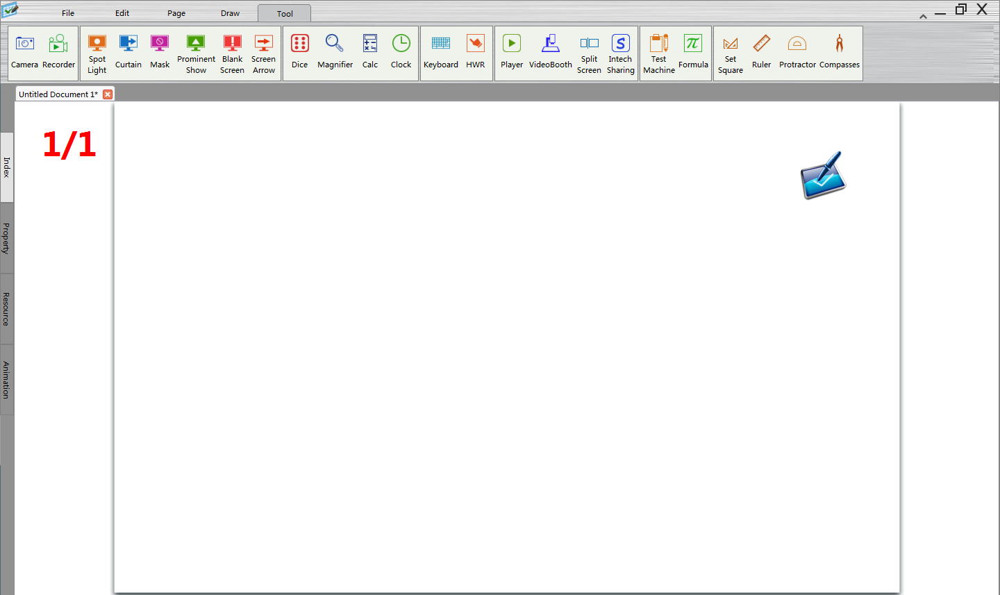 File Edit Page Draw Tool
Camera Recorder
Spot Light Curtain Mask Prominent Show Blank Screen Screen Arrow
Dice Magnifier Calc Clock
Keyboard HWR
Player VideoBooth Split Screen Intech Sharing
Test Machine Formula
Set Square Ruler Protractor Compasses
Untitled Document 1*
1/1
Index
Property
Resource
Animation